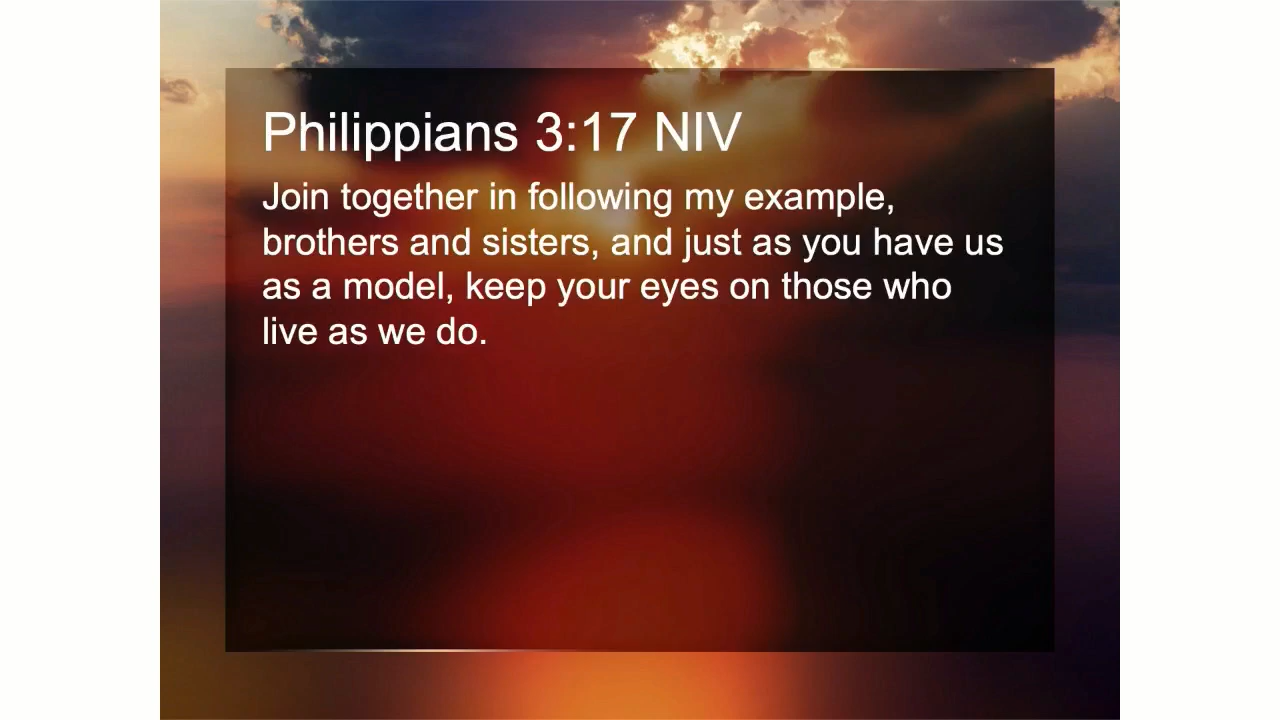 Philippians 3:17 NIV
Join together in following my example,
brothers and sisters, and just as you have us
as a model, keep your eyes on those who
live as we do.